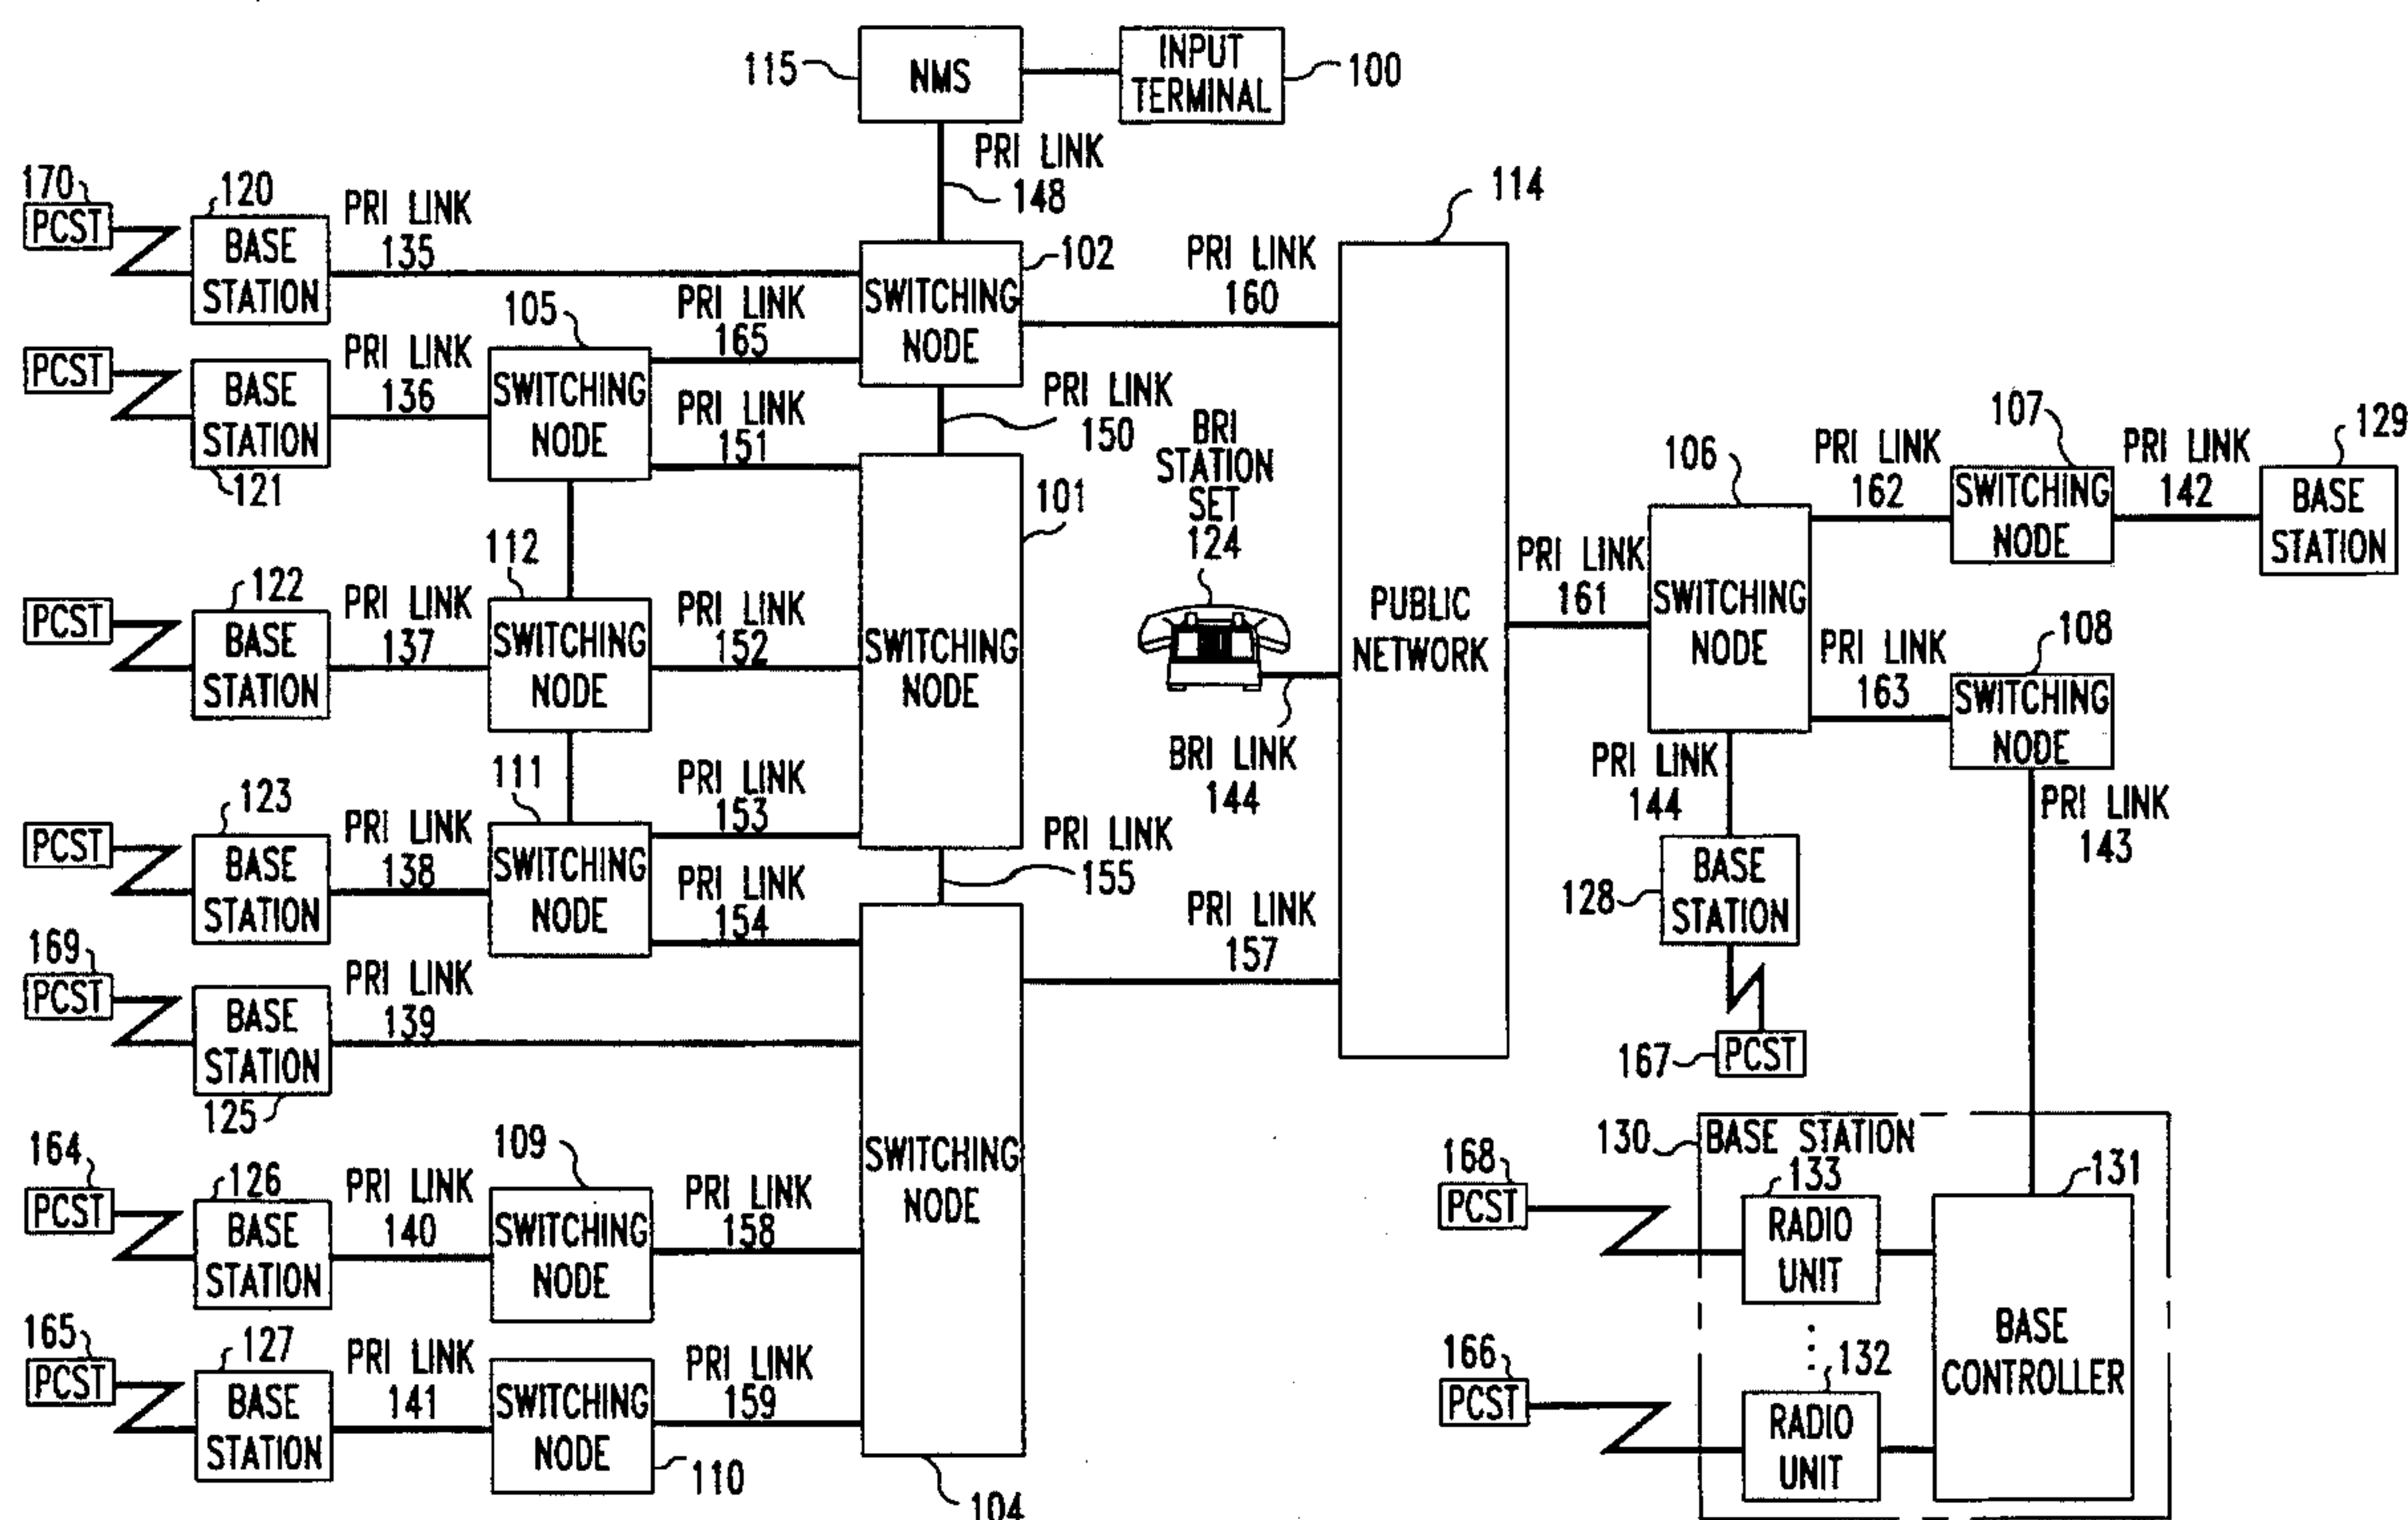 115
NMS
INPUT
TERMINAL
100
PRI LINK
148
170
PCST
120
BASE
STATION
PRI LINK
135
102
SWITCHING
NODE
PRI LINK
160
114
PUBLIC
NETWORK
PCST
BASE
STATION
121
PRI LINK
136
105
SWITCHING
NODE
PRI LINK
165
PRI LINK
151
PRI LINK
150
BRI
STATION
SET
124
101
SWITCHING
NODE
PCST
122
BASE
STATION
PRI LINK
137
112
SWITCHING
NODE
PRI LINK
152
BRI LINK
144
PCST
123
BASE
STATION
PRI LINK
138
111
SWITCHING
NODE
PRI LINK
153
PRI LINK
154
PRI LINK
155
PRI LINK
157
169
PCST
BASE
STATION
125
PRI LINK
139
SWITCHING
NODE
104
164
PCST
126
BASE
STATION
PRI LINK
140
109
SWITCHING
NODE
PRI LINK
158
165
PCST
127
BASE
STATION
PRI LINK
141
SWITCHING
NODE
110
PRI LINK
159
PRI LINK
161
106
SWITCHING
NODE
PRI LINK
162
107
SWITCHING
NODE
PRI LINK
142
129
BASE
STATION
PRI LINK
163
108
SWITCHING
NODE
PRI LINK
144
128
BASE
STATION
167
PCST
PRI LINK
143
130
BASE STATION
168
PCST
133
RADIO
UNIT
131
BASE
CONTROLLER
166
PCST
132
RADIO
UNIT